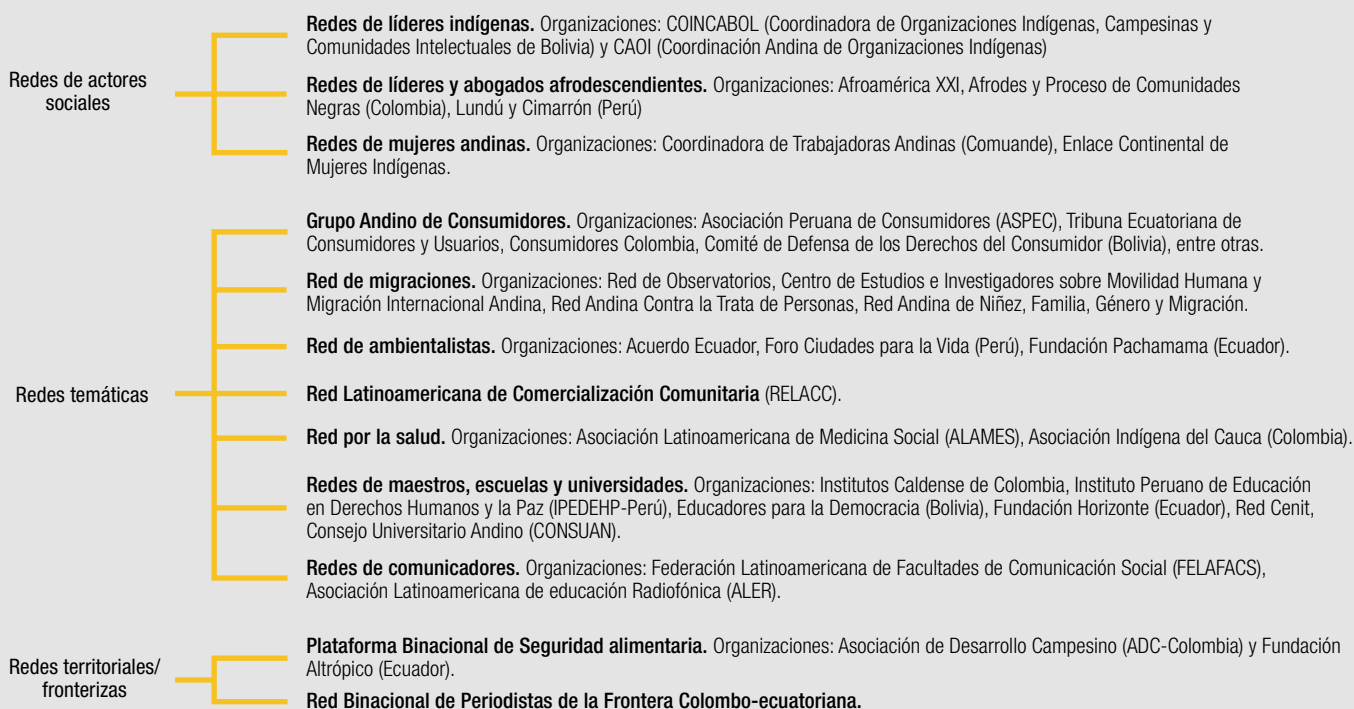 Redes de actores
sociales
Redes de líderes indígenas. Organizaciones: COINCABOL (Coordinadora de Organizaciones Indígenas, Campesinas y
Comunidades Intelectuales de Bolivia) y CAOI (Coordinación Andina de Organizaciones Indígenas)
Redes de líderes y abogados afrodescendientes. Organizaciones: Afroamérica XXI, Afrodes y Proceso de Comunidades
Negras (Colombia), Lundú y Cimarrón (Perú)
Redes de mujeres andinas. Organizaciones: Coordinadora de Trabajadoras Andinas (Comuande), Enlace Continental de
Mujeres Indígenas.
Redes temáticas
Grupo Andino de Consumidores. Organizaciones: Asociación Peruana de Consumidores (ASPEC), Tribuna Ecuatoriana de
Consumidores y Usuarios, Consumidores Colombia, Comité de Defensa de los Derechos del Consumidor (Bolivia), entre otras.
Red de migraciones. Organizaciones: Red de Observatorios, Centro de Estudios e Investigadores sobre Movilidad Humana y
Migración Internacional Andina, Red Andina Contra la Trata de Personas, Red Andina de Niñez, Familia, Género y Migración.
Red de ambientalistas. Organizaciones: Acuerdo Ecuador, Foro Ciudades para la Vida (Perú), Fundación Pachamama (Ecuador).
Red Latinoamericana de Comercialización Comunitaria (RELACC).
Red por la salud. Organizaciones: Asociación Latinoamericana de Medicina Social (ALAMES), Asociación Indígena del Cauca (Colombia).
Redes de maestros, escuelas y universidades. Organizaciones: Institutos Caldense de Colombia, Instituto Peruano de Educación
en Derechos Humanos y la Paz (IPEDEHP-Perú), Educadores para la Democracia (Bolivia), Fundación Horizonte (Ecuador), Red Cenit,
Consejo Universitario Andino (CONSUAN).
Redes de comunicadores. Organizaciones: Federación Latinoamericana de Facultades de Comunicación Social (FELAFACS),
Asociación Latinoamericana de educación Radiofónica (ALER).
Redes territoriales/
fronterizas
Plataforma Binacional de Seguridad alimentaria. Organizaciones: Asociación de Desarrollo Campesino (ADC-Colombia) y Fundación
Altrópico (Ecuador).
Red Binacional de Periodistas de la Frontera Colombo-ecuatoriana.